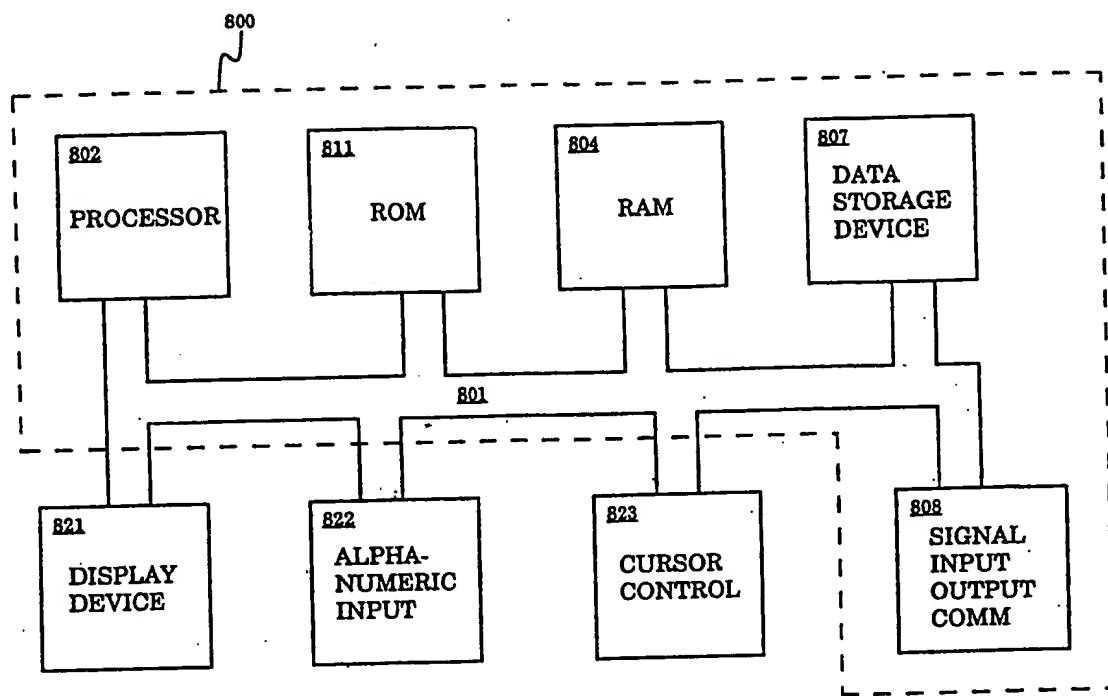 800
802
PROCESSOR
811
ROM
804
RAM
807
DATA
STORAGE
DEVICE
801
821
DISPLAY
DEVICE
822
ALPHA-
NUMERIC
INPUT
823
CURSOR
CONTROL
808
SIGNAL
INPUT
OUTPUT
COMM